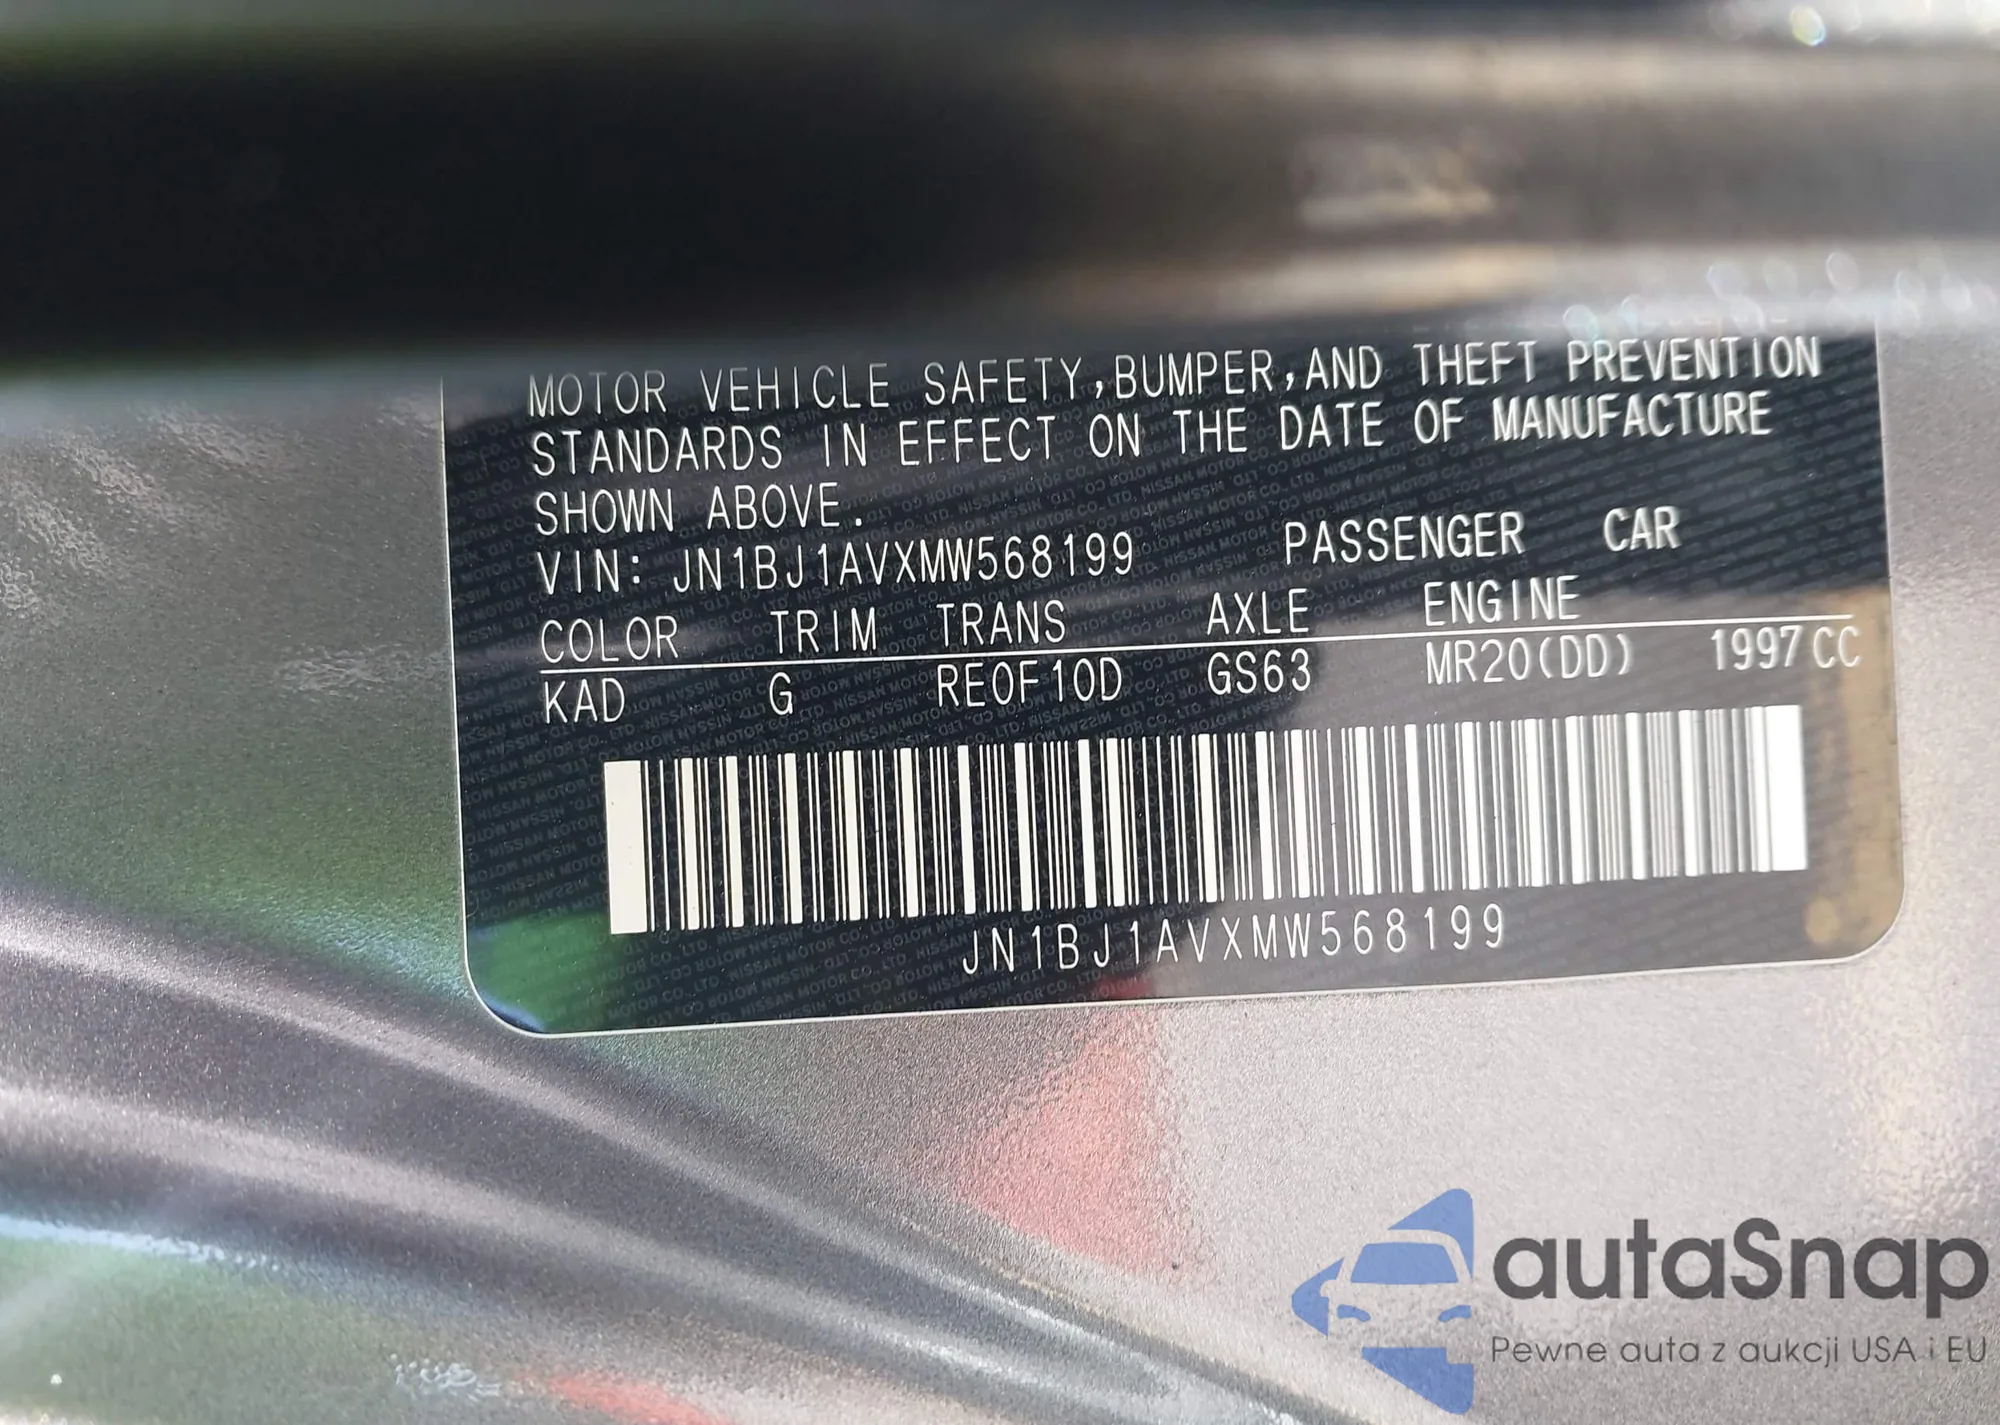 MOTOR VEHICLE SAFETY, BUMPER, AND THEFT PREVENTION
STANDARDS IN EFFECT ON THE DATE OF MANUFACTURE
SHOWN ABOVE.
VIN: JN1BJ1AVXMW568199 PASSENGER CAR
COLOR TRIM TRANS AXLE ENGINE
KAD G RE0F10D GS63 MR20(DD) 1997CC
JN1BJ1AVXMW568199
autaSnap
Pewne auta z aukcji USA i EU